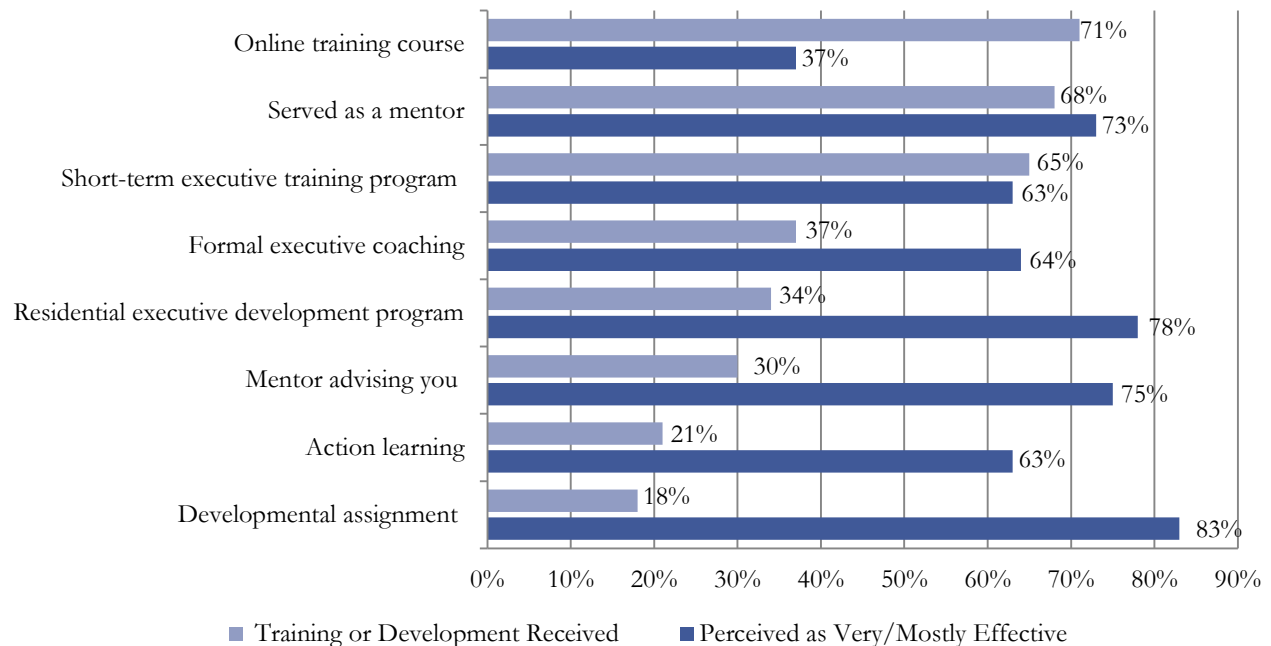 Online training course
71%
37%
Served as a mentor
68%
73%
Short-term executive training program
65%
63%
Formal executive coaching
37%
64%
Residential executive development program
34%
78%
Mentor advising you
30%
75%
Action learning
21%
63%
Developmental assignment
18%
83%
0% 10% 20% 30% 40% 50% 60% 70% 80% 90%
Training or Development Received Perceived as Very/Mostly Effective